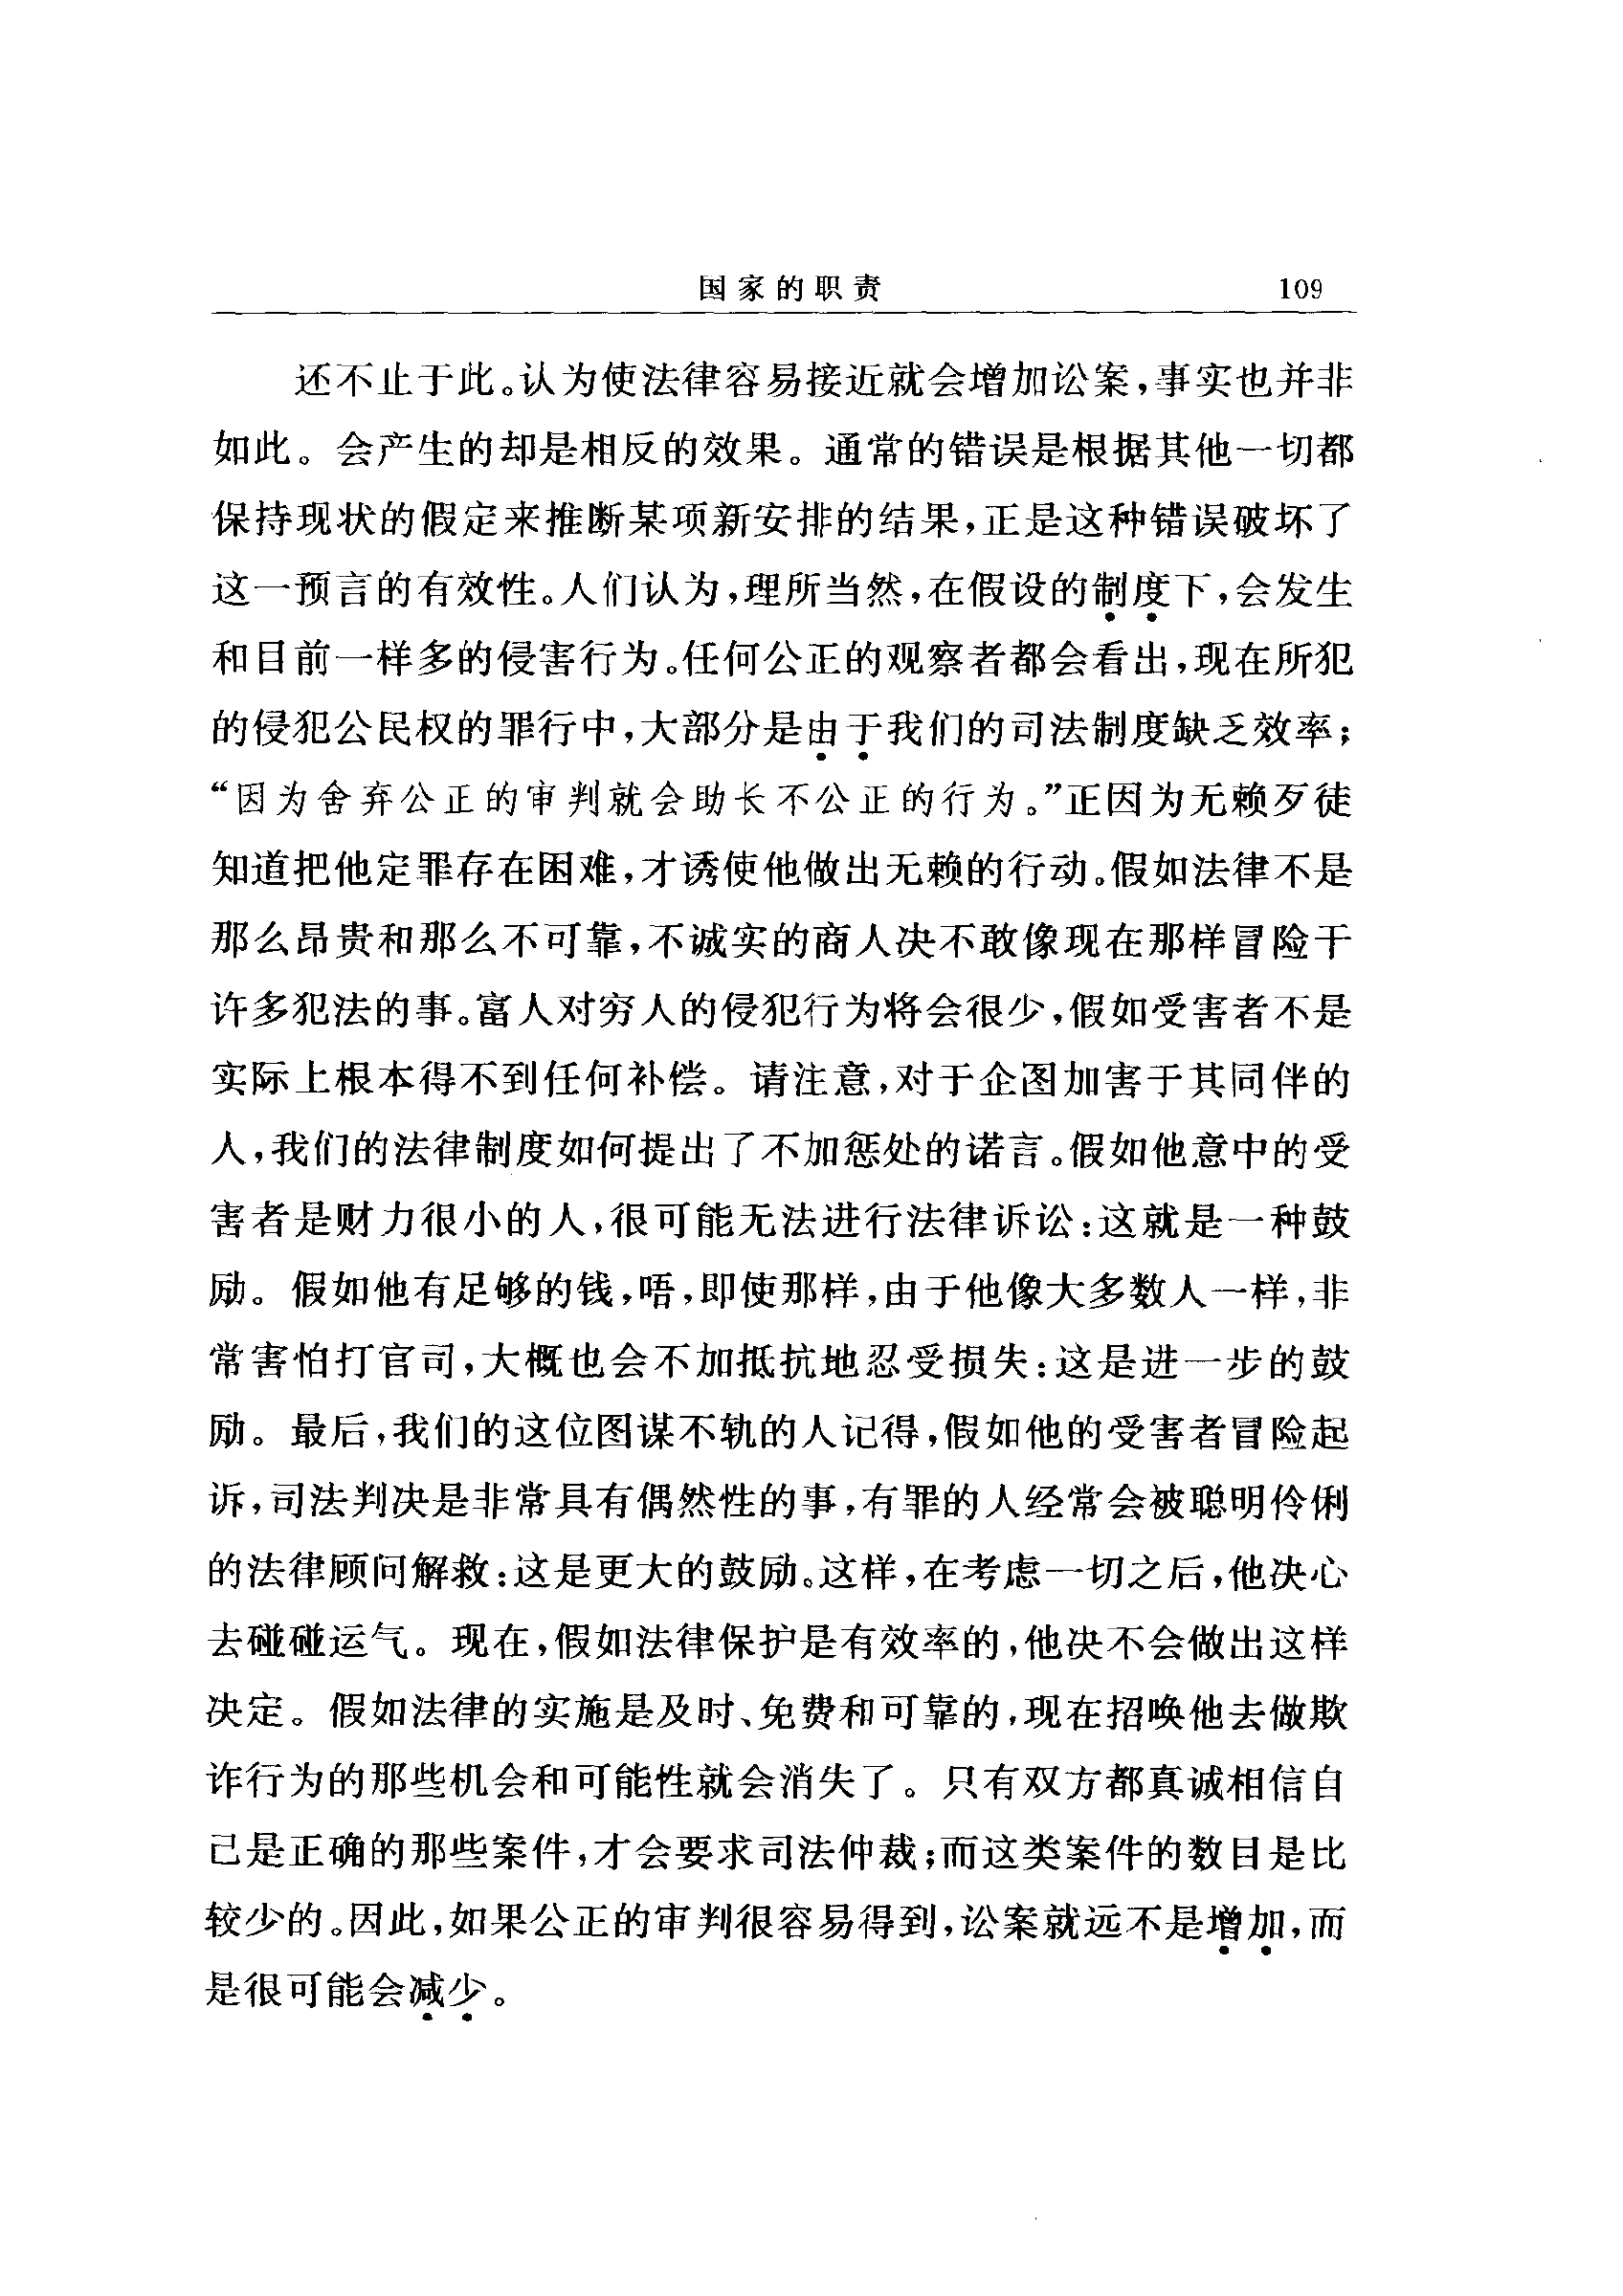 国家的职责 109
还不止于此。认为使法律容易接近就会增加讼案，事实也并非
如此。会产生的却是相反的效果。通常的错误是根据其他一切都
保持现状的假定来推断某项新安排的结果，正是这种错误破坏了
这一预言的有效性。人们认为，理所当然，在假设的制度下，会发生
和目前一样多的侵害行为。任何公正的观察者都会看出，现在所犯
的侵犯公民权的罪行中，大部分是由于我们的司法制度缺乏效率；
“因为舍弃公正的审判就会助长不公正的行为。”正因为无赖歹徒
知道把他定罪存在困难，才诱使他做出无赖的行动。假如法律不是
那么昂贵和那么不可靠，不诚实的商人决不敢像现在那样冒险干
许多犯法的事。富人对穷人的侵犯行为将会很少，假如受害者不是
实际上根本得不到任何补偿。请注意，对于企图加害于其同伴的
人，我们的法律制度如何提出了不加惩处的诺言。假如他意中的受
害者是财力很小的人，很可能无法进行法律诉讼：这就是一种鼓
励。假如他有足够的钱，唔，即使那样，由于他像大多数人一样，非
常害怕打官司，大概也会不加抵抗地忍受损失：这是进一步的鼓
励。最后，我们的这位图谋不轨的人记得，假如他的受害者冒险起
诉，司法判决是非常具有偶然性的事，有罪的人经常会被聪明伶俐
的法律顾问解救：这是更大的鼓励。这样，在考虑一切之后，他决心
去碰碰运气。现在，假如法律保护是有效率的，他决不会做出这样
决定。假如法律的实施是及时、免费和可靠的，现在招唤他去做欺
诈行为的那些机会和可能性就会消失了。只有双方都真诚相信自
己是正确的那些案件，才会要求司法仲裁；而这类案件的数目是比
较少的。因此，如果公正的审判很容易得到，讼案就远不是增加，而
是很可能会减少。